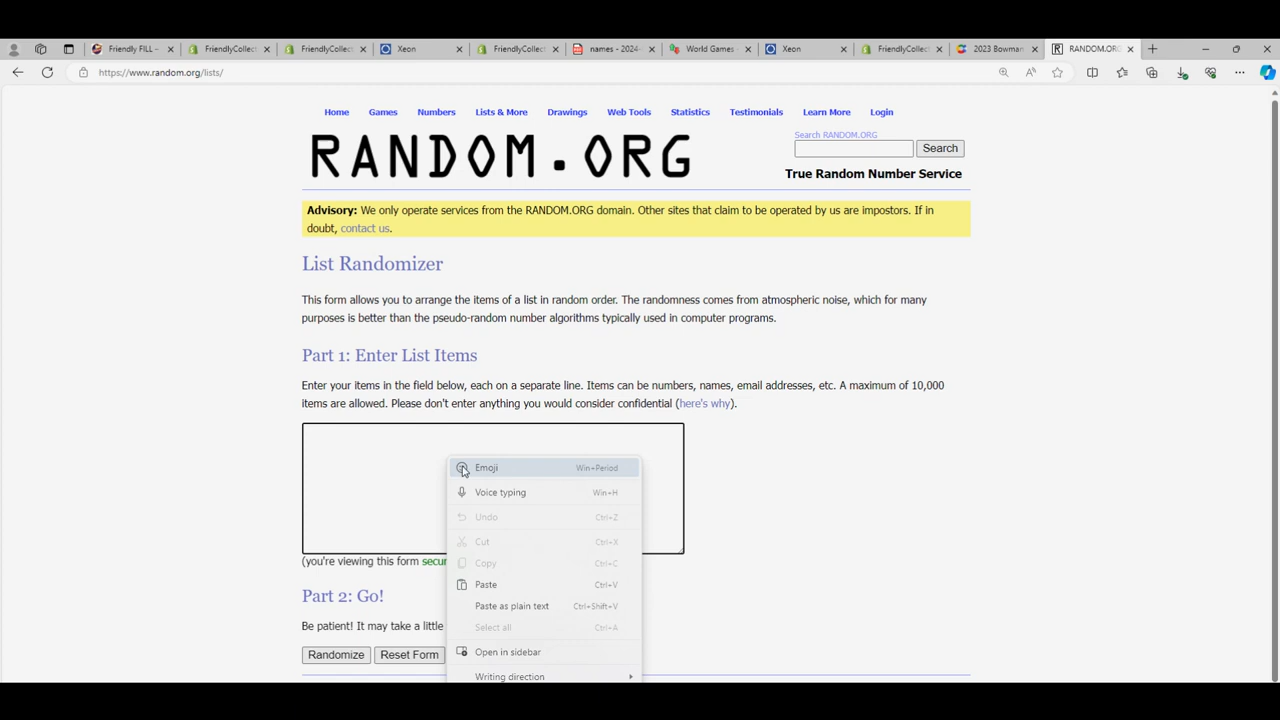 Friendly FILL -
FriendlyCollect
FriendlyCollect
Xeon
FriendlyCollect
names - 2024-
World Games -
Xeon
FriendlyCollect
2023 Bowman
RANDOM.ORG
https://www.random.org/lists/
Home Games Numbers Lists & More Drawings Web Tools Statistics Testimonials Learn More Login
RANDOM.ORG
Search RANDOM.ORG
Search
True Random Number Service
Advisory: We only operate services from the RANDOM.ORG domain. Other sites that claim to be operated by us are impostors. If in
doubt, contact us.
List Randomizer
This form allows you to arrange the items of a list in random order. The randomness comes from atmospheric noise, which for many
purposes is better than the pseudo-random number algorithms typically used in computer programs.
Part 1: Enter List Items
Enter your items in the field below, each on a separate line. Items can be numbers, names, email addresses, etc. A maximum of 10,000
items are allowed. Please don't enter anything you would consider confidential (here's why).
Emoji Win+Period
Voice typing Win+H
Undo Ctrl+Z
Cut Ctrl+X
Copy Ctrl+C
Paste Ctrl+V
Paste as plain text Ctrl+Shift+V
Select all Ctrl+A
Open in sidebar
Writing direction
(you're viewing this form secur
Part 2: Go!
Be patient! It may take a little
Randomize Reset Form